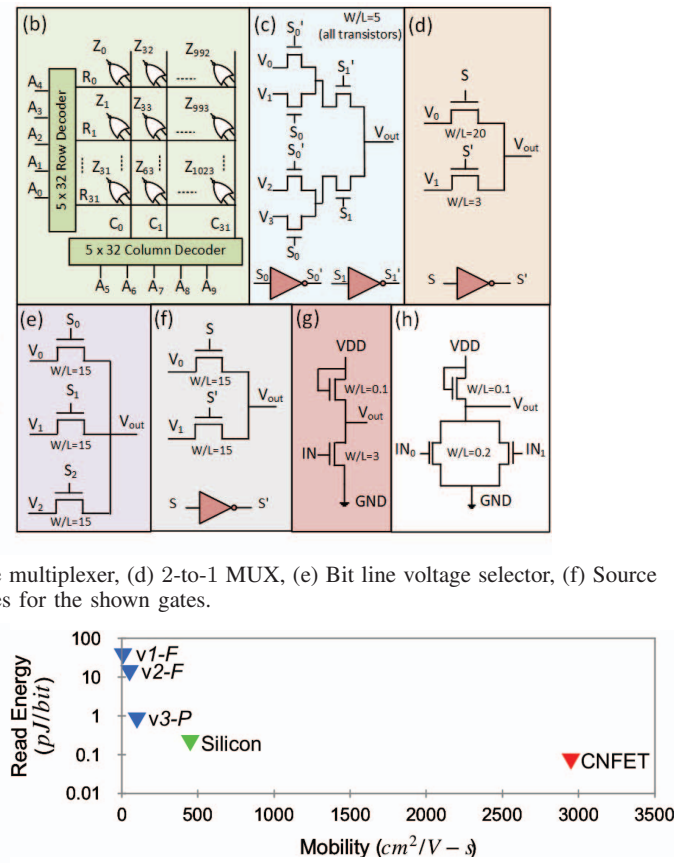 (b)
Z0 Z32 Z992
A4 R0
Z1 Z33 Z993
A3
A2 R1
A1 Z31 Z63 Z1023
A0 R31
5 x 32 Row Decoder
C0 C1 C31
5 x 32 Column Decoder
A5 A6 A7 A8 A9
(c) W/L=5
(all transistors)
S0'
V0
S1'
V1
S0
Vout
S0'
V2
S1
V3
S0
S0 S0' S1 S1'
(d)
S
V0
W/L=20
S' Vout
V1
W/L=3
S S'
(e)
S0
V0
W/L=15
S1
V1 Vout
W/L=15
S2
V2
W/L=15
(f)
S
V0
W/L=15
S' Vout
V1
W/L=15
S S'
(g)
VDD
W/L=0.1
Vout
IN W/L=3
GND
(h)
VDD
W/L=0.1
Vout
IN0 W/L=0.2 IN1
GND
e multiplexer, (d) 2-to-1 MUX, (e) Bit line voltage selector, (f) Source
es for the shown gates.
Read Energy
(pJ/bit)
100
10
1
0.1
0.01
v1-F
v2-F
v3-P
Silicon
CNFET
0 500 1000 1500 2000 2500 3000 3500
Mobility (cm²/V − s)